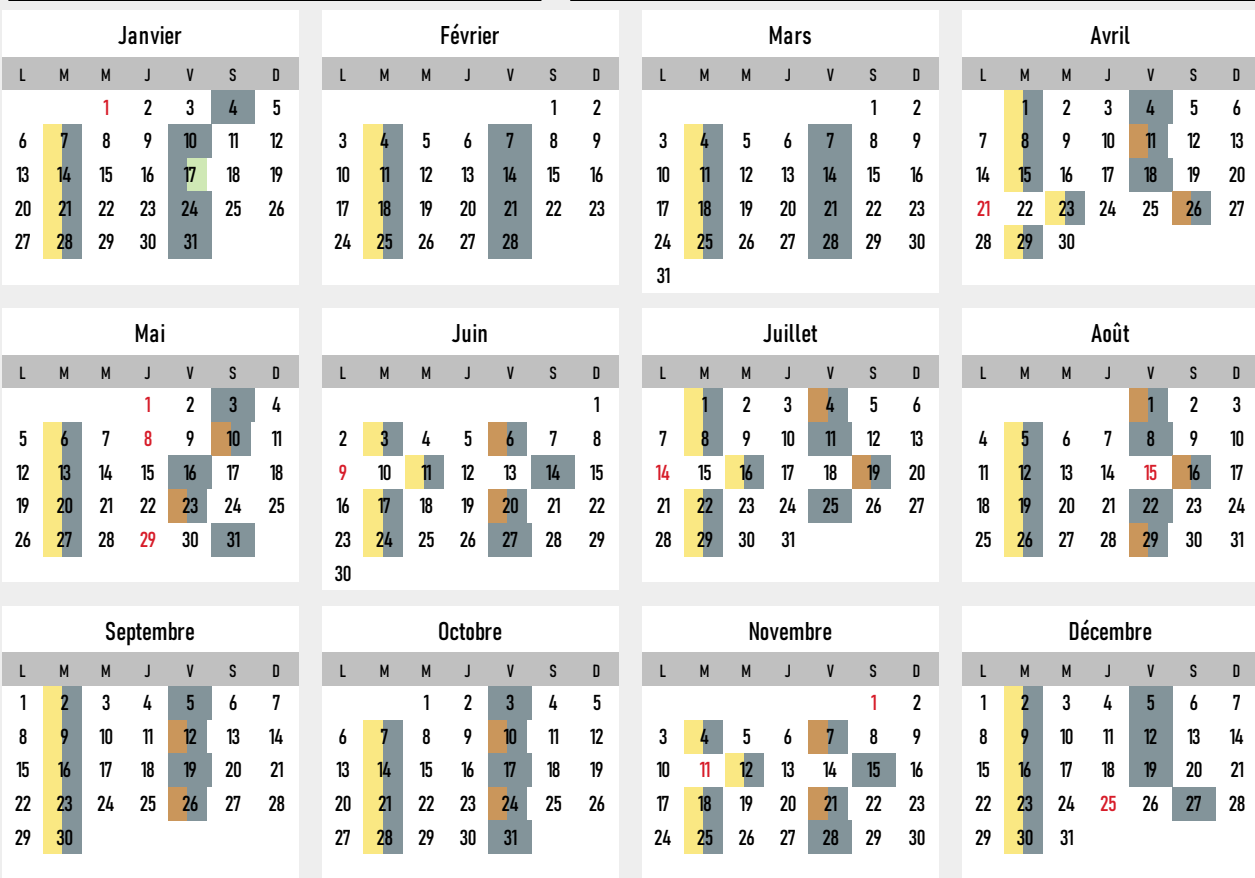 Janvier
L M M J V S D
1 2 3 4 5
6 7 8 9 10 11 12
13 14 15 16 17 18 19
20 21 22 23 24 25 26
27 28 29 30 31
Février
L M M J V S D
1 2
3 4 5 6 7 8 9
10 11 12 13 14 15 16
17 18 19 20 21 22 23
24 25 26 27 28
Mars
L M M J V S D
1 2
3 4 5 6 7 8 9
10 11 12 13 14 15 16
17 18 19 20 21 22 23
24 25 26 27 28 29 30
31
Avril
L M M J V S D
1 2 3 4 5 6
7 8 9 10 11 12 13
14 15 16 17 18 19 20
21 22 23 24 25 26 27
28 29 30
Mai
L M M J V S D
1 2 3 4
5 6 7 8 9 10 11
12 13 14 15 16 17 18
19 20 21 22 23 24 25
26 27 28 29 30 31
Juin
L M M J V S D
1
2 3 4 5 6 7 8
9 10 11 12 13 14 15
16 17 18 19 20 21 22
23 24 25 26 27 28 29
30
Juillet
L M M J V S D
1 2 3 4 5 6
7 8 9 10 11 12 13
14 15 16 17 18 19 20
21 22 23 24 25 26 27
28 29 30 31
Août
L M M J V S D
1 2 3
4 5 6 7 8 9 10
11 12 13 14 15 16 17
18 19 20 21 22 23 24
25 26 27 28 29 30 31
Septembre
L M M J V S D
1 2 3 4 5 6 7
8 9 10 11 12 13 14
15 16 17 18 19 20 21
22 23 24 25 26 27 28
29 30
Octobre
L M M J V S D
1 2 3 4 5
6 7 8 9 10 11 12
13 14 15 16 17 18 19
20 21 22 23 24 25 26
27 28 29 30 31
Novembre
L M M J V S D
1 2
3 4 5 6 7 8 9
10 11 12 13 14 15 16
17 18 19 20 21 22 23
24 25 26 27 28 29 30
Décembre
L M M J V S D
1 2 3 4 5 6 7
8 9 10 11 12 13 14
15 16 17 18 19 20 21
22 23 24 25 26 27 28
29 30 31